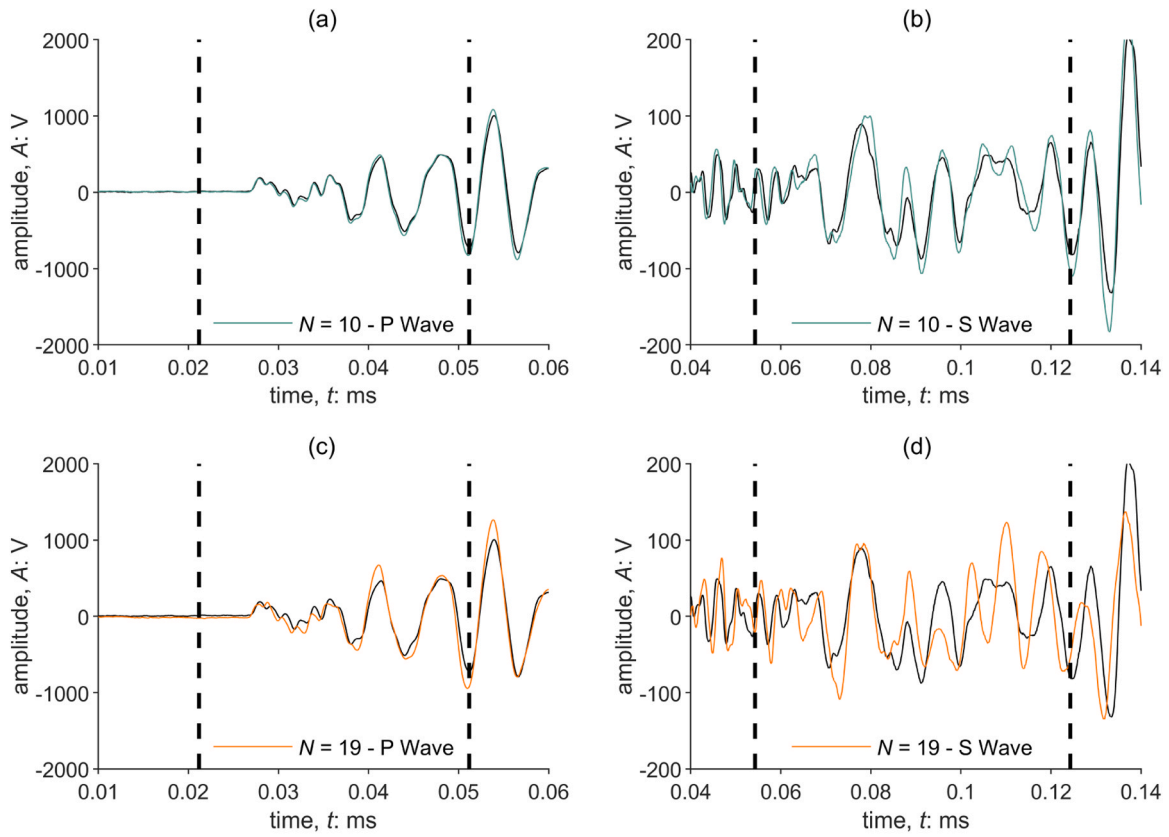 (a)
2000
1000
0
-1000
-2000
amplitude, A: V
N = 10 - P Wave
0.01 0.02 0.03 0.04 0.05 0.06
time, t: ms
(b)
200
100
0
-100
-200
amplitude, A: V
N = 10 - S Wave
0.04 0.06 0.08 0.1 0.12 0.14
time, t: ms
(c)
2000
1000
0
-1000
-2000
amplitude, A: V
N = 19 - P Wave
0.01 0.02 0.03 0.04 0.05 0.06
time, t: ms
(d)
200
100
0
-100
-200
amplitude, A: V
N = 19 - S Wave
0.04 0.06 0.08 0.1 0.12 0.14
time, t: ms